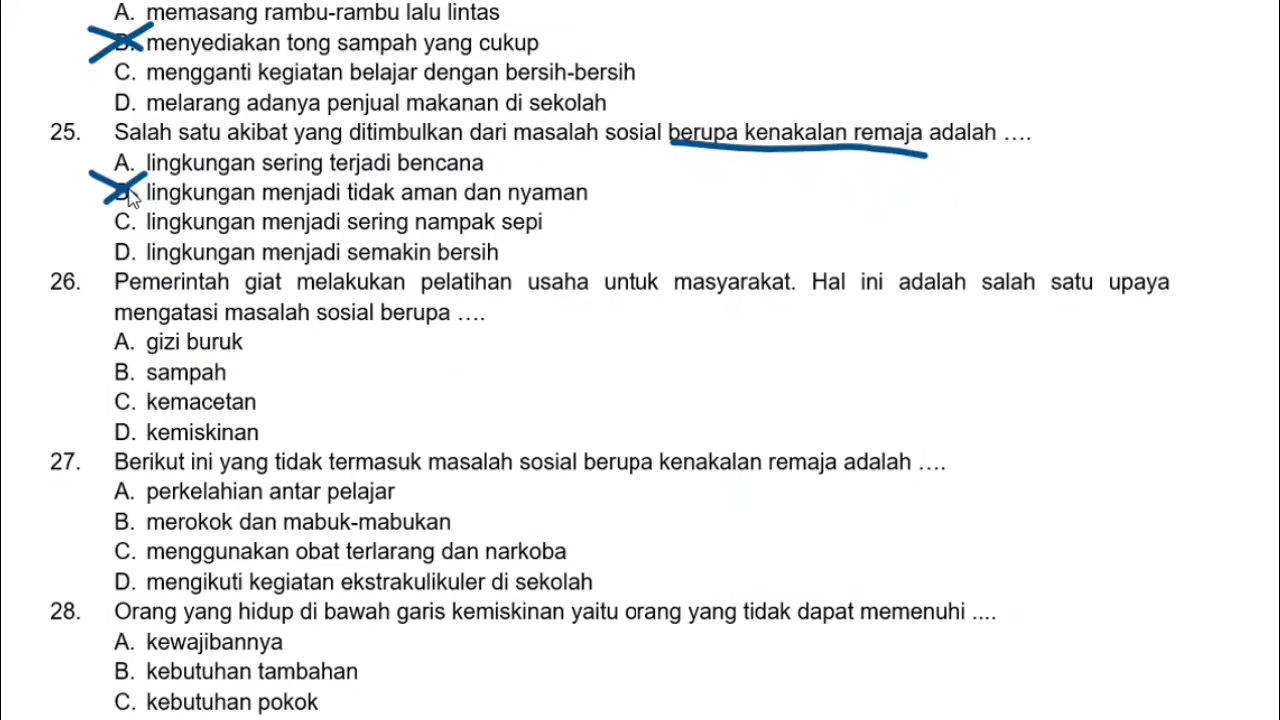 A. memasang rambu-rambu lalu lintas
B. menyediakan tong sampah yang cukup
C. mengganti kegiatan belajar dengan bersih-bersih
D. melarang adanya penjual makanan di sekolah
25. Salah satu akibat yang ditimbulkan dari masalah sosial berupa kenakalan remaja adalah ....
A. lingkungan sering terjadi bencana
B. lingkungan menjadi tidak aman dan nyaman
C. lingkungan menjadi sering nampak sepi
D. lingkungan menjadi semakin bersih
26. Pemerintah giat melakukan pelatihan usaha untuk masyarakat. Hal ini adalah salah satu upaya
mengatasi masalah sosial berupa ....
A. gizi buruk
B. sampah
C. kemacetan
D. kemiskinan
27. Berikut ini yang tidak termasuk masalah sosial berupa kenakalan remaja adalah ....
A. perkelahian antar pelajar
B. merokok dan mabuk-mabukan
C. menggunakan obat terlarang dan narkoba
D. mengikuti kegiatan ekstrakulikuler di sekolah
28. Orang yang hidup di bawah garis kemiskinan yaitu orang yang tidak dapat memenuhi ....
A. kewajibannya
B. kebutuhan tambahan
C. kebutuhan pokok